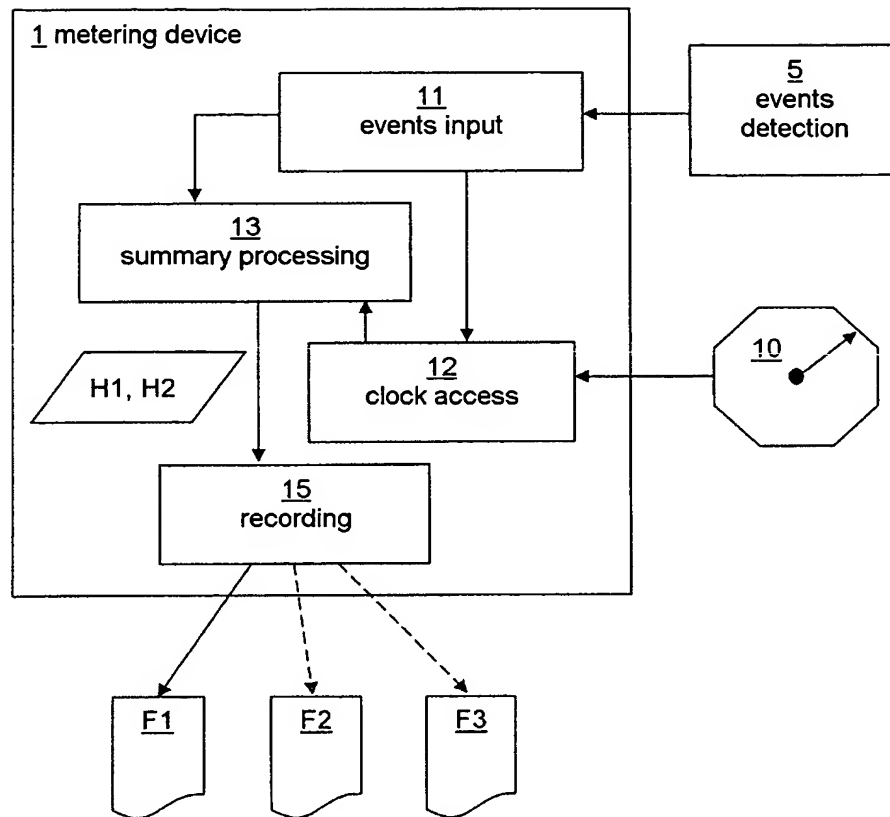 1 metering device
11
events input
5
events
detection
13
summary processing
10
12
clock access
H1, H2
15
recording
F1
F2
F3